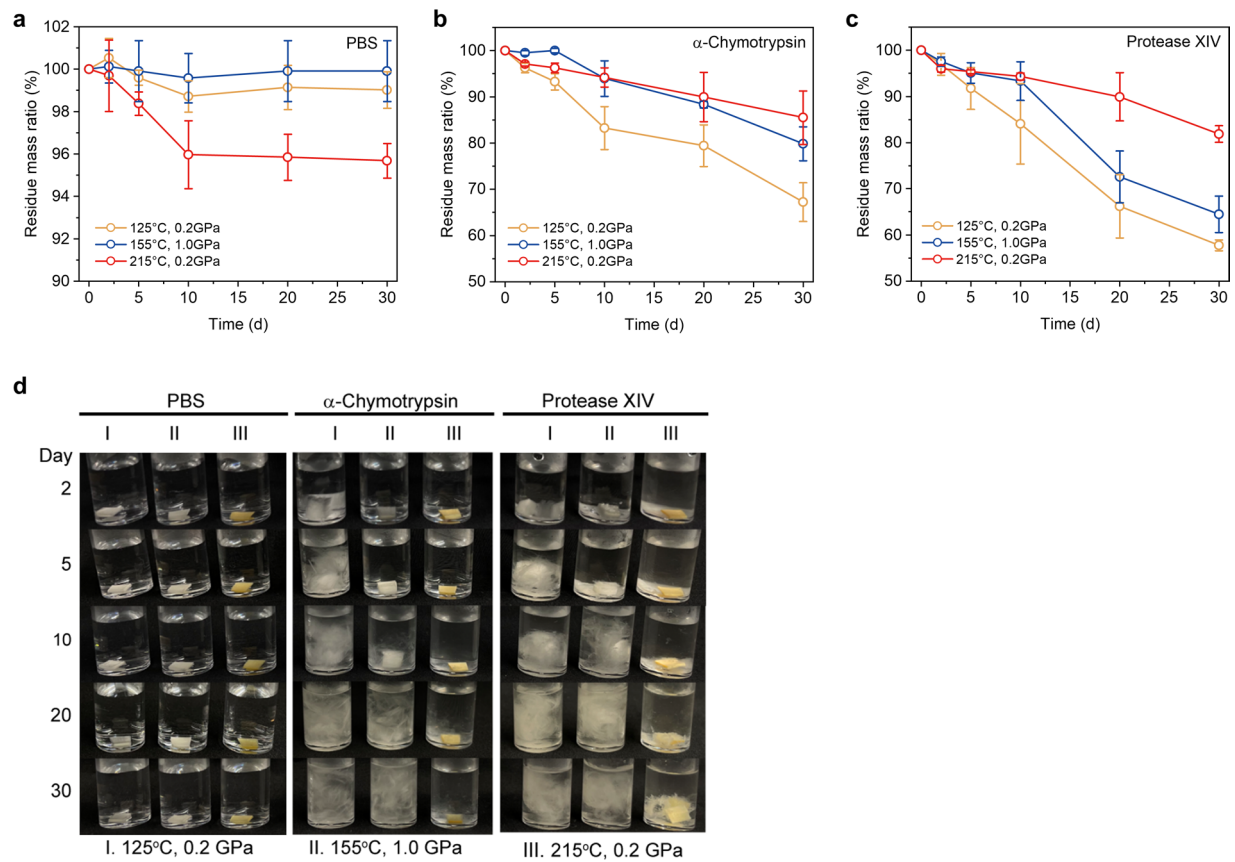 a
102
100
98
96
94
92
90
0
5
10
15
20
25
30
Residue mass ratio (%)
Time (d)
PBS
125°C, 0.2GPa
155°C, 1.0GPa
215°C, 0.2GPa
b
100
90
80
70
60
50
0
5
10
15
20
25
30
Residue mass ratio (%)
Time (d)
α-Chymotrypsin
125°C, 0.2GPa
155°C, 1.0GPa
215°C, 0.2GPa
c
100
90
80
70
60
50
0
5
10
15
20
25
30
Residue mass ratio (%)
Time (d)
Protease XIV
125°C, 0.2GPa
155°C, 1.0GPa
215°C, 0.2GPa
d
PBS α-Chymotrypsin Protease XIV
I II III I II III I II III
Day
2
5
10
20
30
I. 125°C, 0.2 GPa II. 155°C, 1.0 GPa III. 215°C, 0.2 GPa